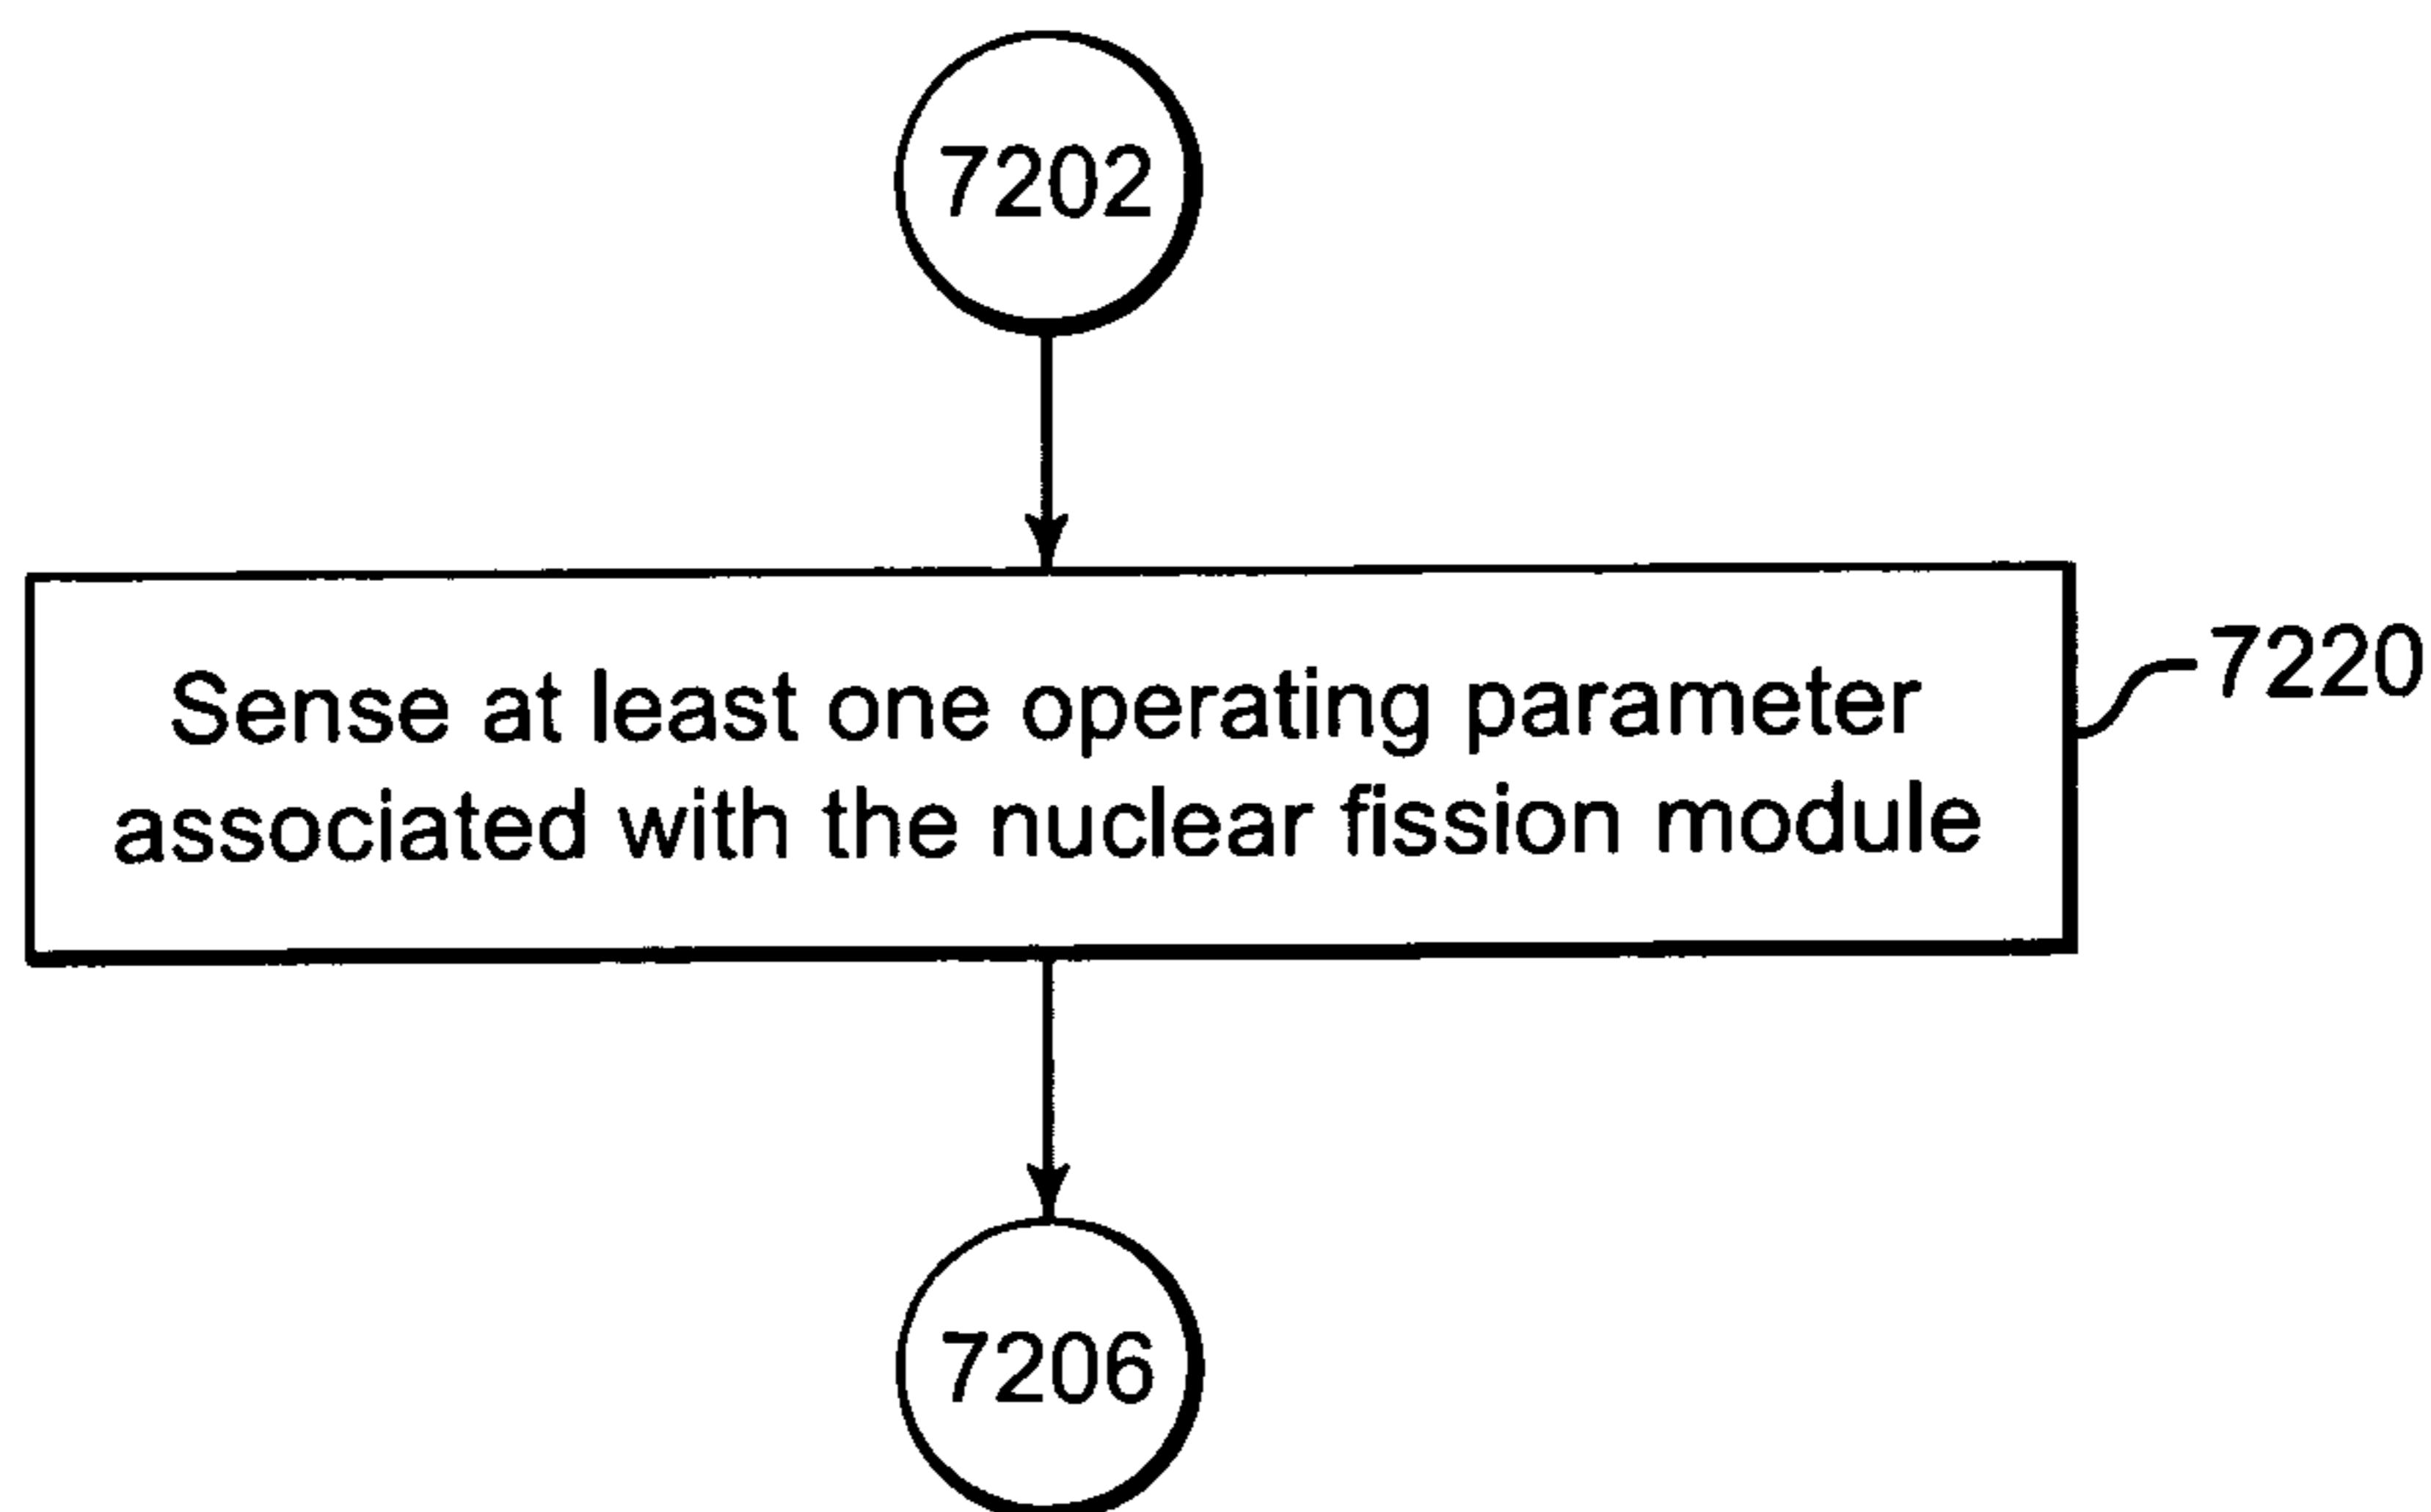 7202
Sense at least one operating parameter
associated with the nuclear fission module
7220
7206